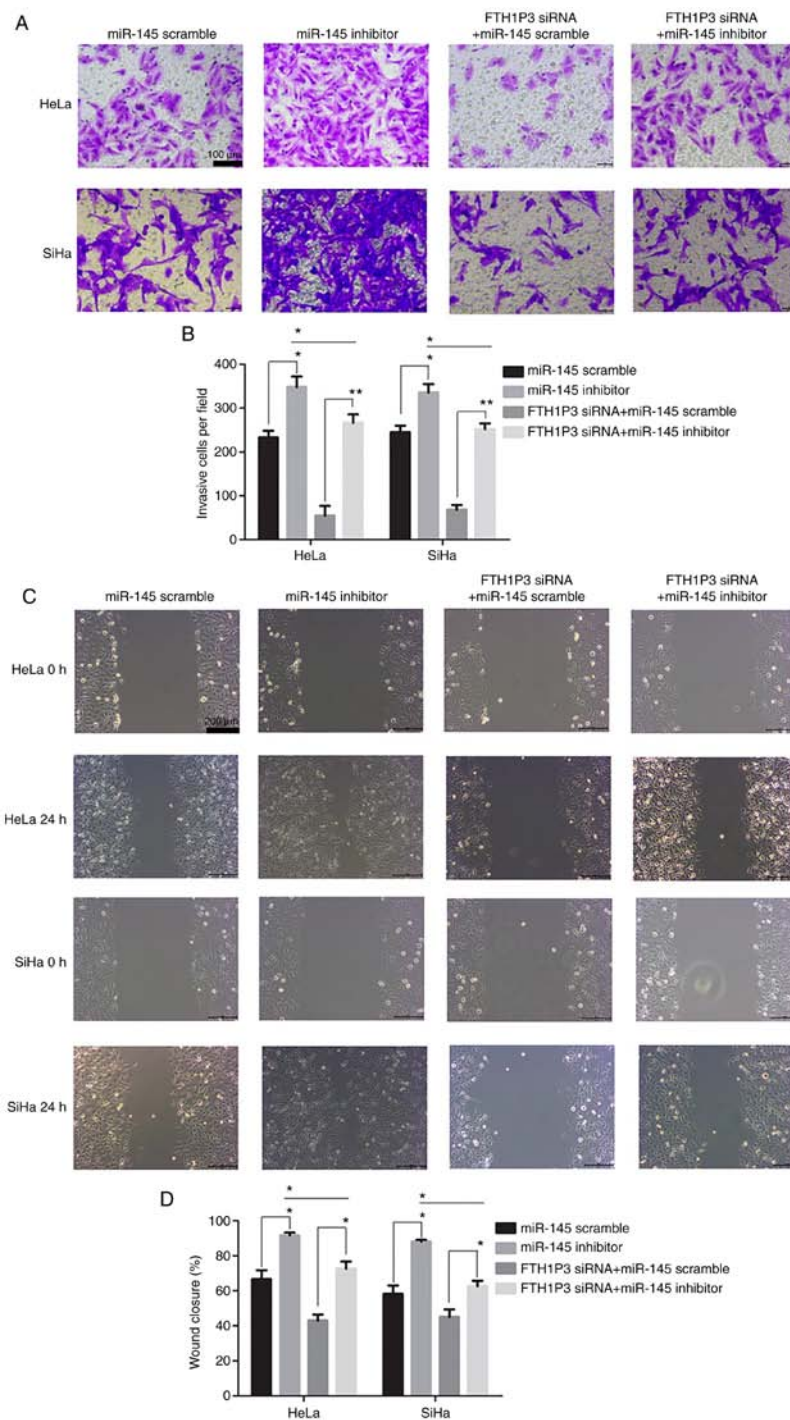 A
miR-145 scramble
miR-145 inhibitor
FTH1P3 siRNA
+miR-145 scramble
FTH1P3 siRNA
+miR-145 inhibitor
HeLa
100 µm
SiHa
B
*
*
*
*
**
**
400
300
200
100
0
Invasive cells per field
HeLa
SiHa
miR-145 scramble
miR-145 inhibitor
FTH1P3 siRNA+miR-145 scramble
FTH1P3 siRNA+miR-145 inhibitor
C
miR-145 scramble
miR-145 inhibitor
FTH1P3 siRNA
+miR-145 scramble
FTH1P3 siRNA
+miR-145 inhibitor
HeLa 0 h
200 µm
HeLa 24 h
SiHa 0 h
SiHa 24 h
D
*
*
*
*
*
*
100
80
60
40
20
0
Wound closure (%)
HeLa
SiHa
miR-145 scramble
miR-145 inhibitor
FTH1P3 siRNA+miR-145 scramble
FTH1P3 siRNA+miR-145 inhibitor